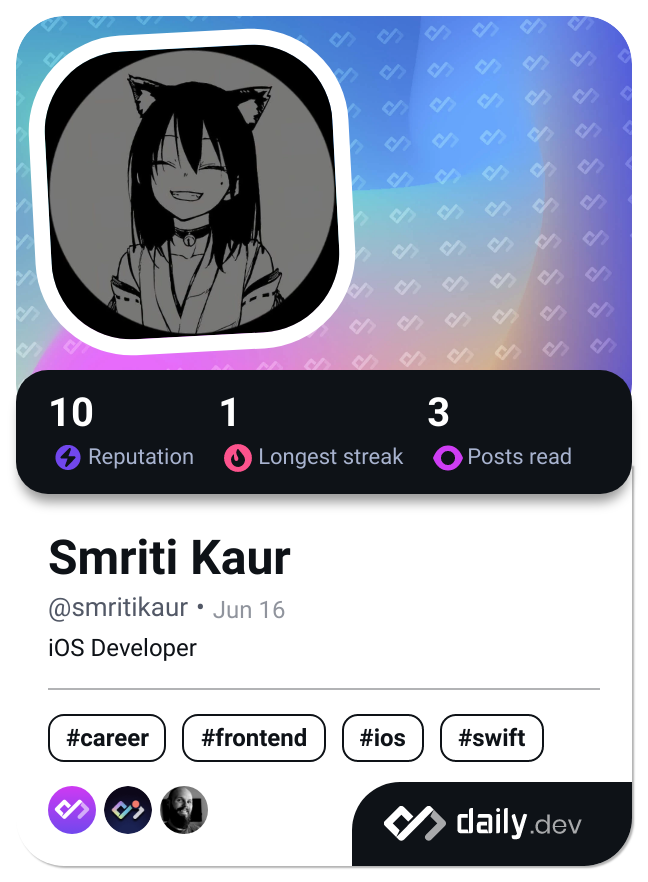 10 1 3
Reputation Longest streak Posts read
Smriti Kaur
@smritikaur • Jun 16
iOS Developer
#career #frontend #ios #swift
daily.dev